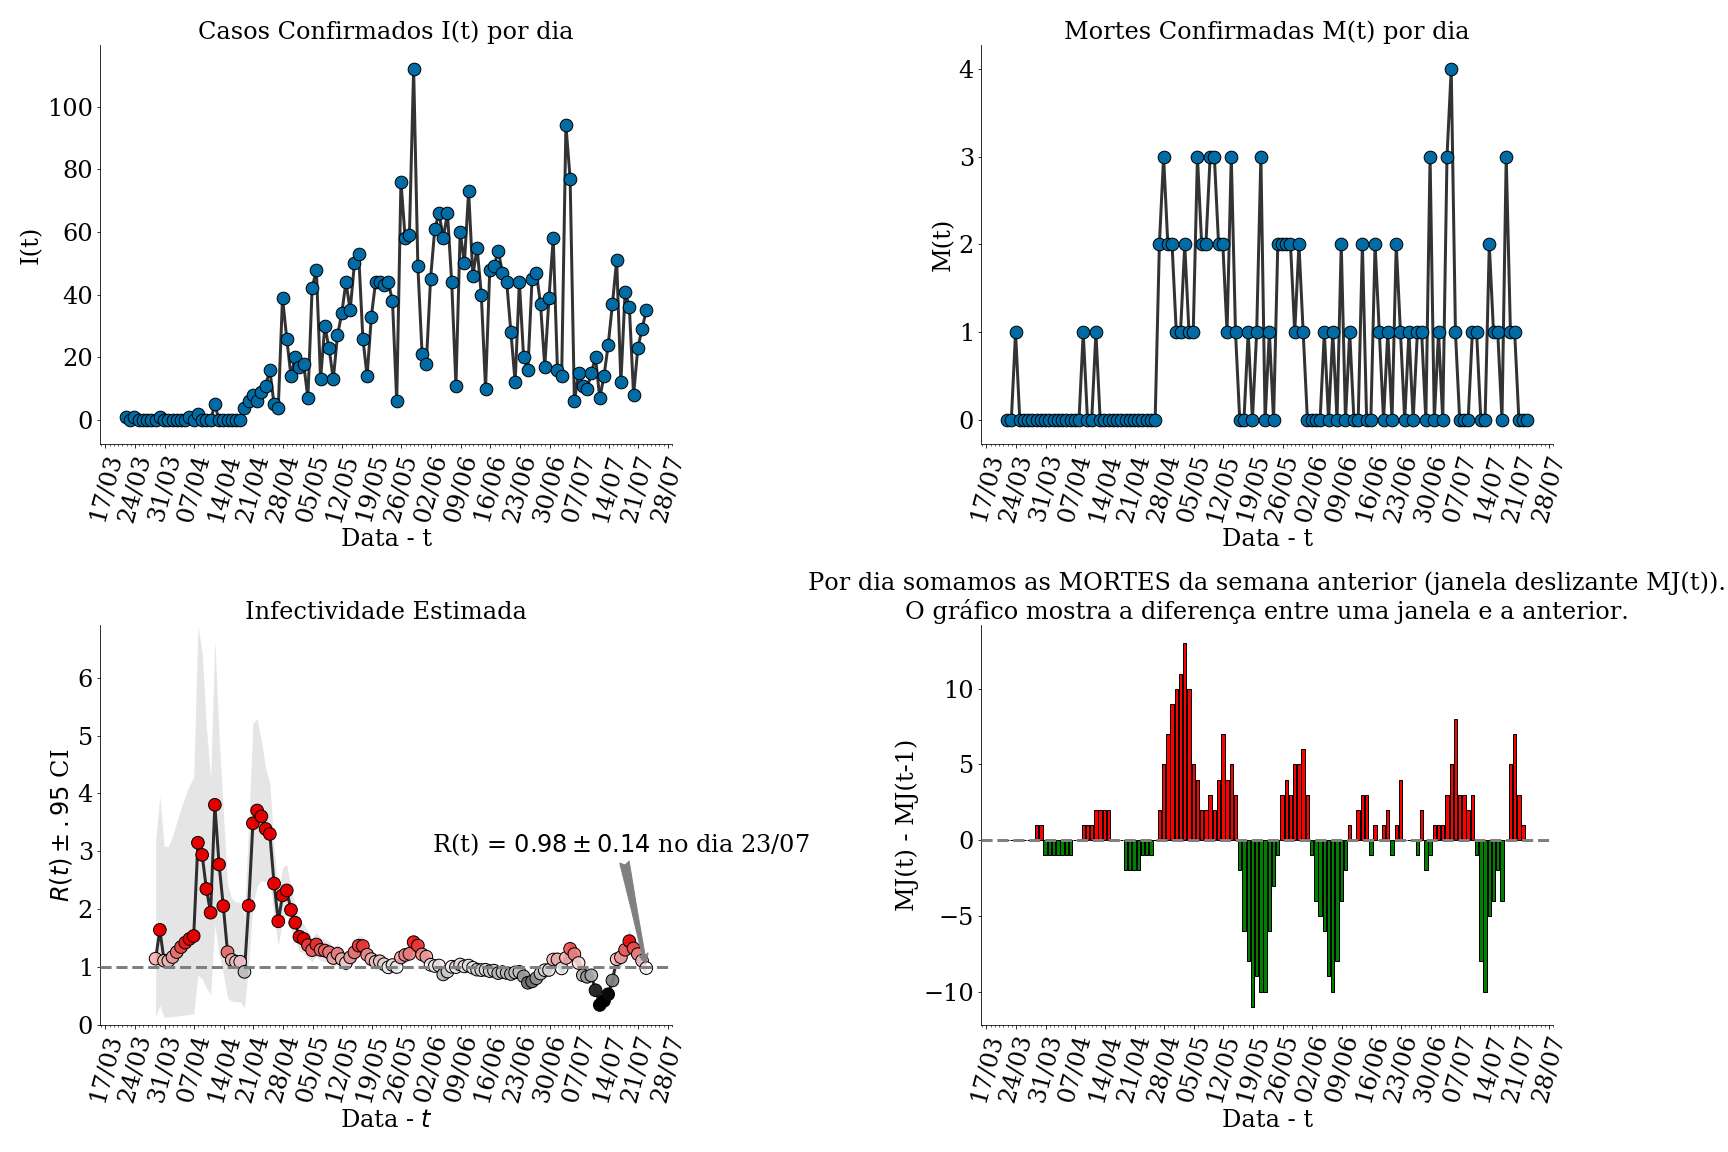 Casos Confirmados I(t) por dia
I(t)
100
80
60
40
20
0
17/03 24/03 31/03 07/04 14/04 21/04 28/04 05/05 12/05 19/05 26/05 02/06 09/06 16/06 23/06 30/06 07/07 14/07 21/07 28/07
Data - t
Mortes Confirmadas M(t) por dia
M(t)
4
3
2
1
0
17/03 24/03 31/03 07/04 14/04 21/04 28/04 05/05 12/05 19/05 26/05 02/06 09/06 16/06 23/06 30/06 07/07 14/07 21/07 28/07
Data - t
Infectividade Estimada
R(t) ± .95 CI
6
5
4
3
2
1
0
R(t) = 0.98 ± 0.14 no dia 23/07
17/03 24/03 31/03 07/04 14/04 21/04 28/04 05/05 12/05 19/05 26/05 02/06 09/06 16/06 23/06 30/06 07/07 14/07 21/07 28/07
Data - t
Por dia somamos as MORTES da semana anterior (janela deslizante MJ(t)).
O gráfico mostra a diferença entre uma janela e a anterior.
MJ(t) - MJ(t-1)
10
5
0
−5
−10
17/03 24/03 31/03 07/04 14/04 21/04 28/04 05/05 12/05 19/05 26/05 02/06 09/06 16/06 23/06 30/06 07/07 14/07 21/07 28/07
Data - t